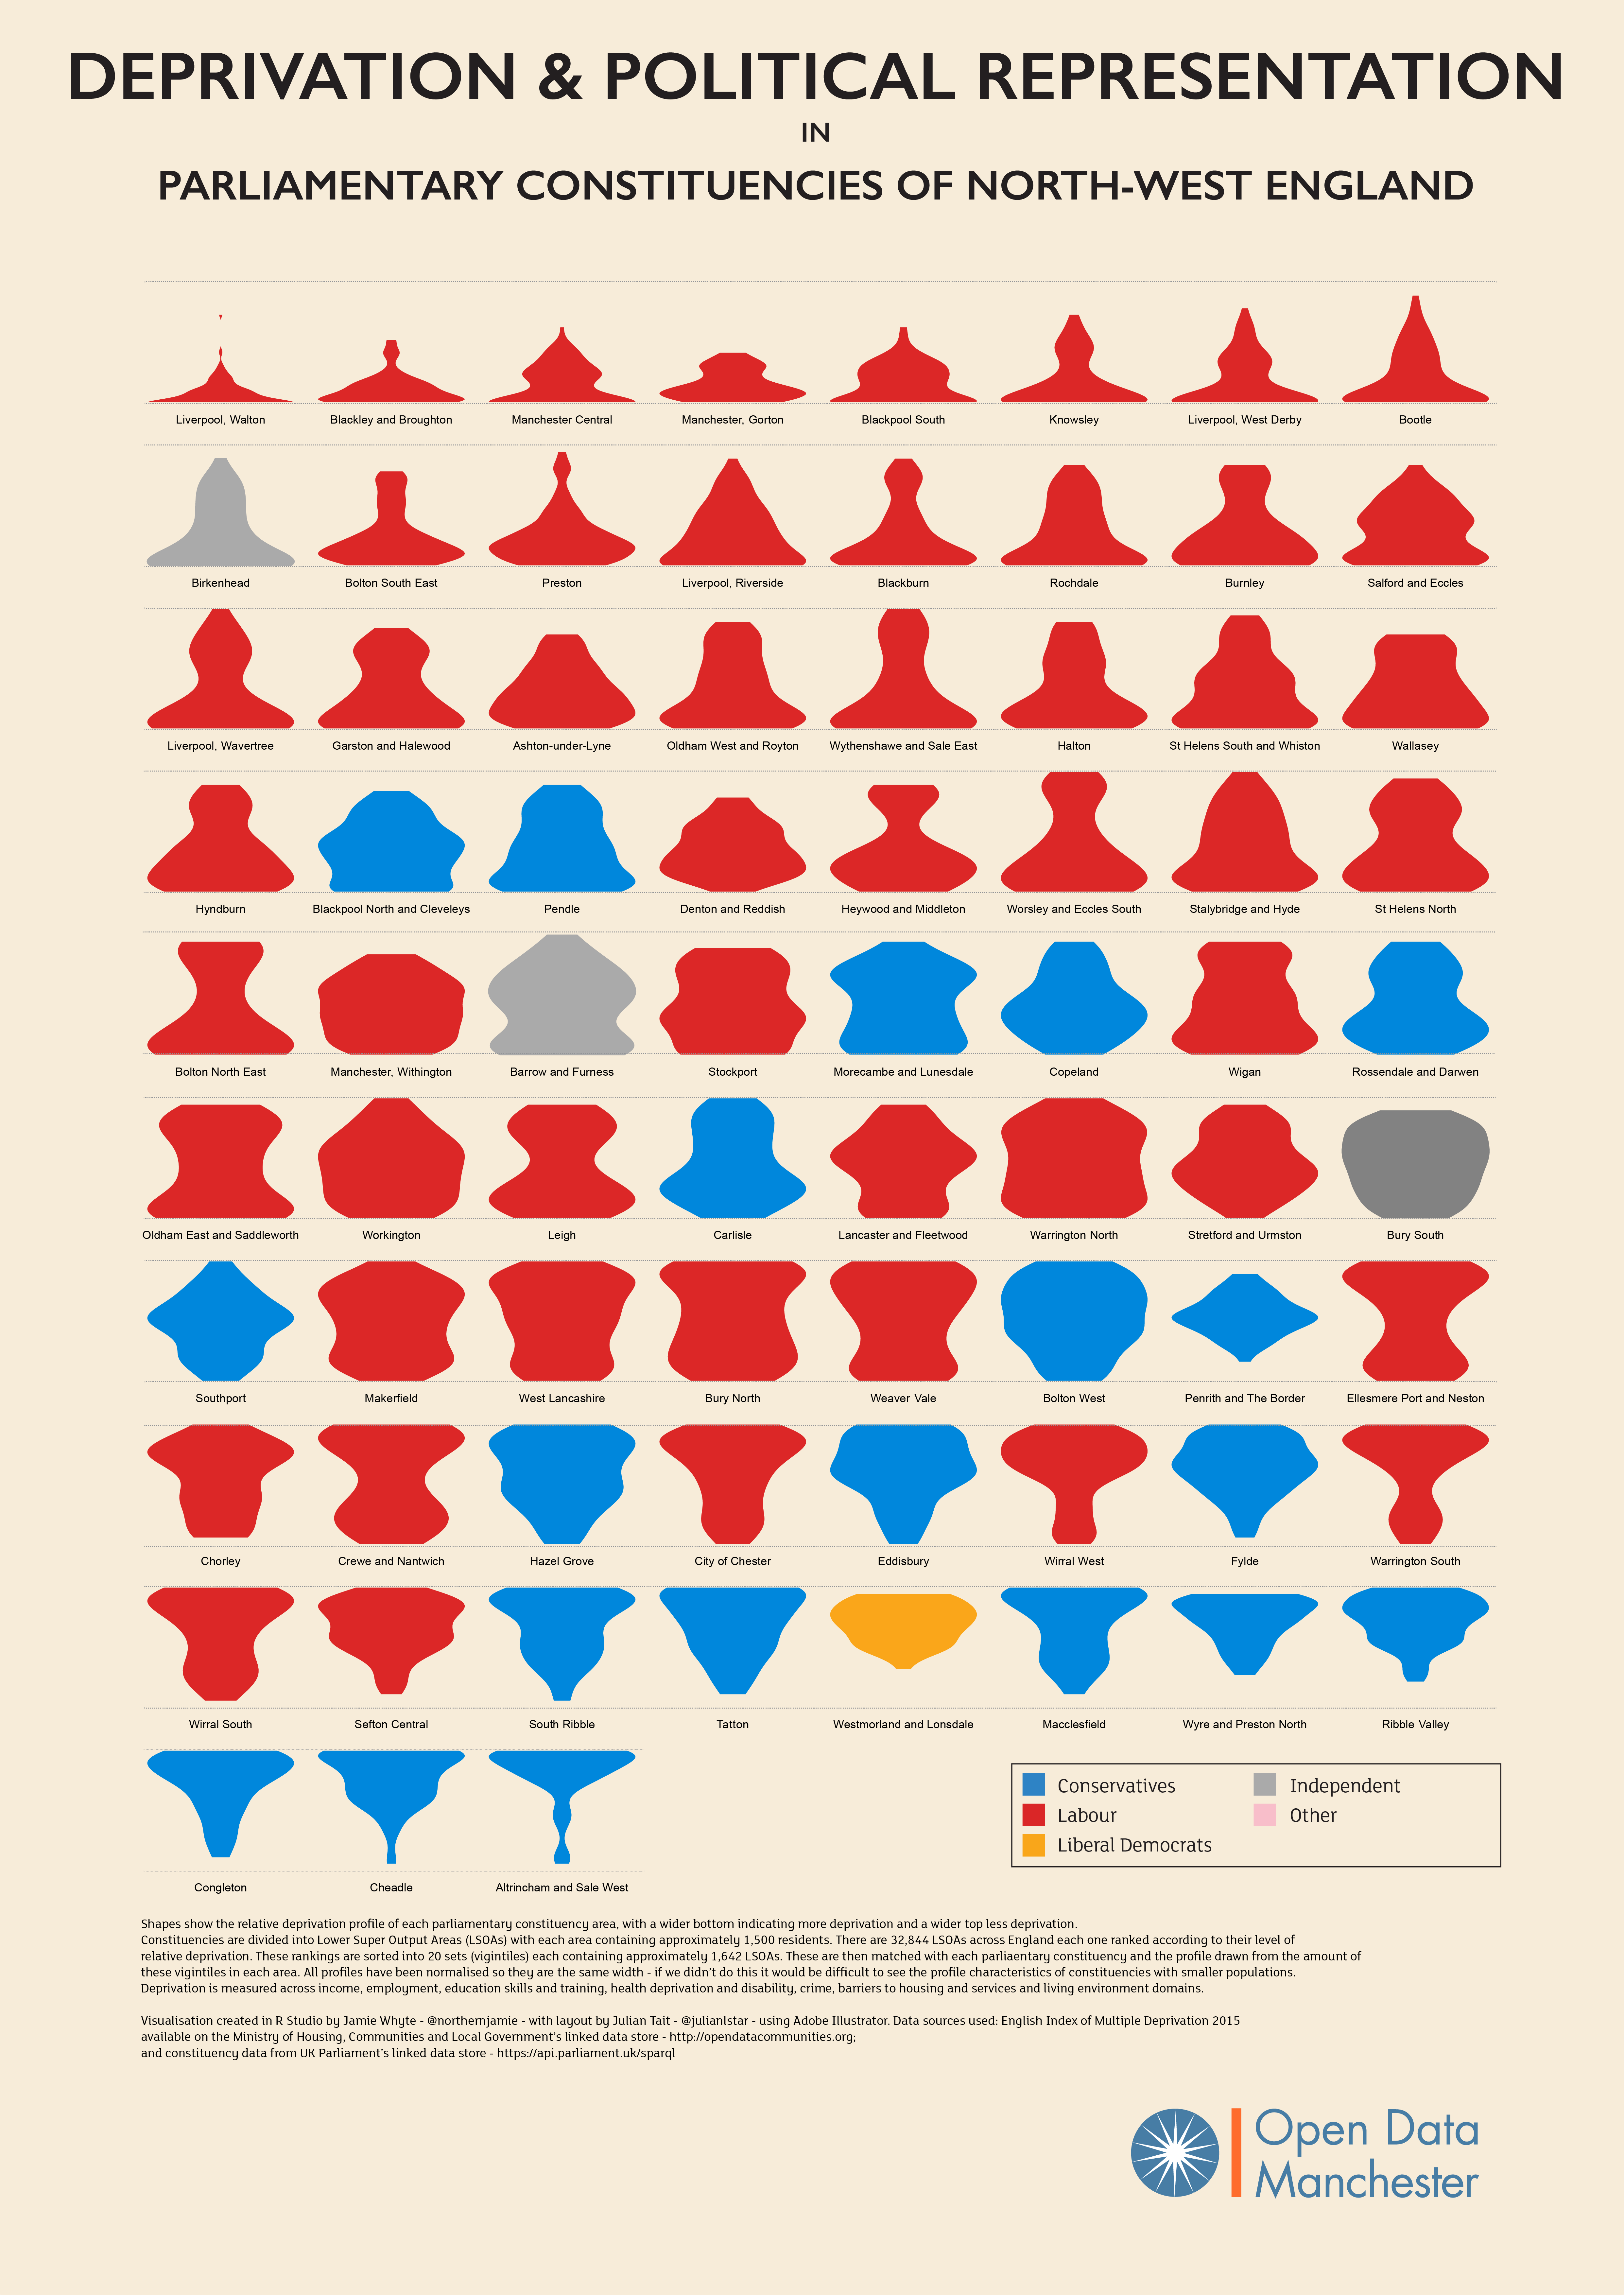 DEPRIVATION & POLITICAL REPRESENTATION
IN
PARLIAMENTARY CONSTITUENCIES OF NORTH-WEST ENGLAND
Liverpool, Walton
Blackley and Broughton
Manchester Central
Manchester, Gorton
Blackpool South
Knowsley
Liverpool, West Derby
Bootle
Birkenhead
Bolton South East
Preston
Liverpool, Riverside
Blackburn
Rochdale
Burnley
Salford and Eccles
Liverpool, Wavertree
Garston and Halewood
Ashton-under-Lyne
Oldham West and Royton
Wythenshawe and Sale East
Halton
St Helens South and Whiston
Wallasey
Hyndburn
Blackpool North and Cleveleys
Pendle
Denton and Reddish
Heywood and Middleton
Worsley and Eccles South
Stalybridge and Hyde
St Helens North
Bolton North East
Manchester, Withington
Barrow and Furness
Stockport
Morecambe and Lunesdale
Copeland
Wigan
Rossendale and Darwen
Oldham East and Saddleworth
Workington
Leigh
Carlisle
Lancaster and Fleetwood
Warrington North
Stretford and Urmston
Bury South
Southport
Makerfield
West Lancashire
Bury North
Weaver Vale
Bolton West
Penrith and The Border
Ellesmere Port and Neston
Chorley
Crewe and Nantwich
Hazel Grove
City of Chester
Eddisbury
Wirral West
Fylde
Warrington South
Wirral South
Sefton Central
South Ribble
Tatton
Westmorland and Lonsdale
Macclesfield
Wyre and Preston North
Ribble Valley
Congleton
Cheadle
Altrincham and Sale West
Conservatives
Independent
Labour
Other
Liberal Democrats
Shapes show the relative deprivation profile of each parliamentary constituency area, with a wider bottom indicating more deprivation and a wider top less deprivation.
Constituencies are divided into Lower Super Output Areas (LSOAs) with each area containing approximately 1,500 residents. There are 32,844 LSOAs across England each one ranked according to their level of
relative deprivation. These rankings are sorted into 20 sets (vigintiles) each containing approximately 1,642 LSOAs. These are then matched with each parliaentary constituency and the profile drawn from the amount of
these vigintiles in each area. All profiles have been normalised so they are the same width - if we didn't do this it would be difficult to see the profile characteristics of constituencies with smaller populations.
Deprivation is measured across income, employment, education skills and training, health deprivation and disability, crime, barriers to housing and services and living environment domains.
Visualisation created in R Studio by Jamie Whyte - @northernjamie - with layout by Julian Tait - @julianlstar - using Adobe Illustrator. Data sources used: English Index of Multiple Deprivation 2015
available on the Ministry of Housing, Communities and Local Government's linked data store - http://opendatacommunities.org;
and constituency data from UK Parliament's linked data store - https://api.parliament.uk/sparql
Open Data
Manchester